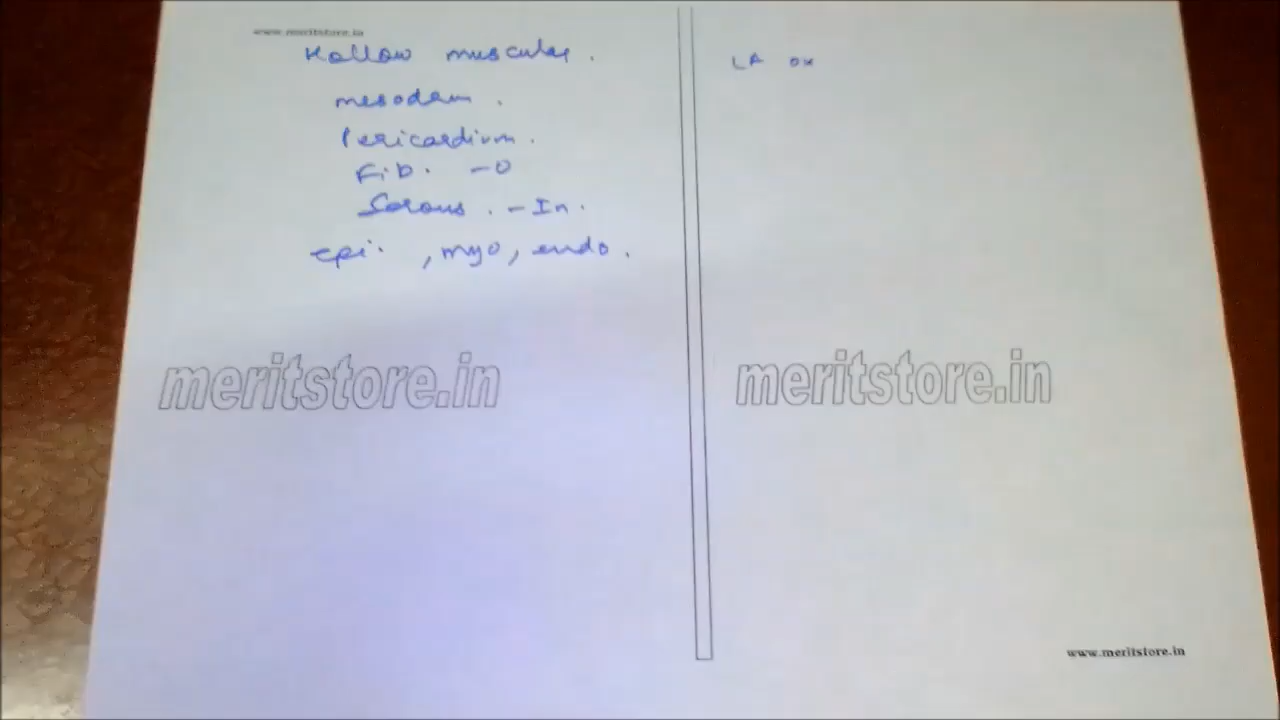 www.meritstore.in
Hollow muscular.
mesoderm.
Pericardium.
Fib. - O
Serous. - In.
epi. , myo, endo.
meritstore.in
LA ox
meritstore.in
www.meritstore.in